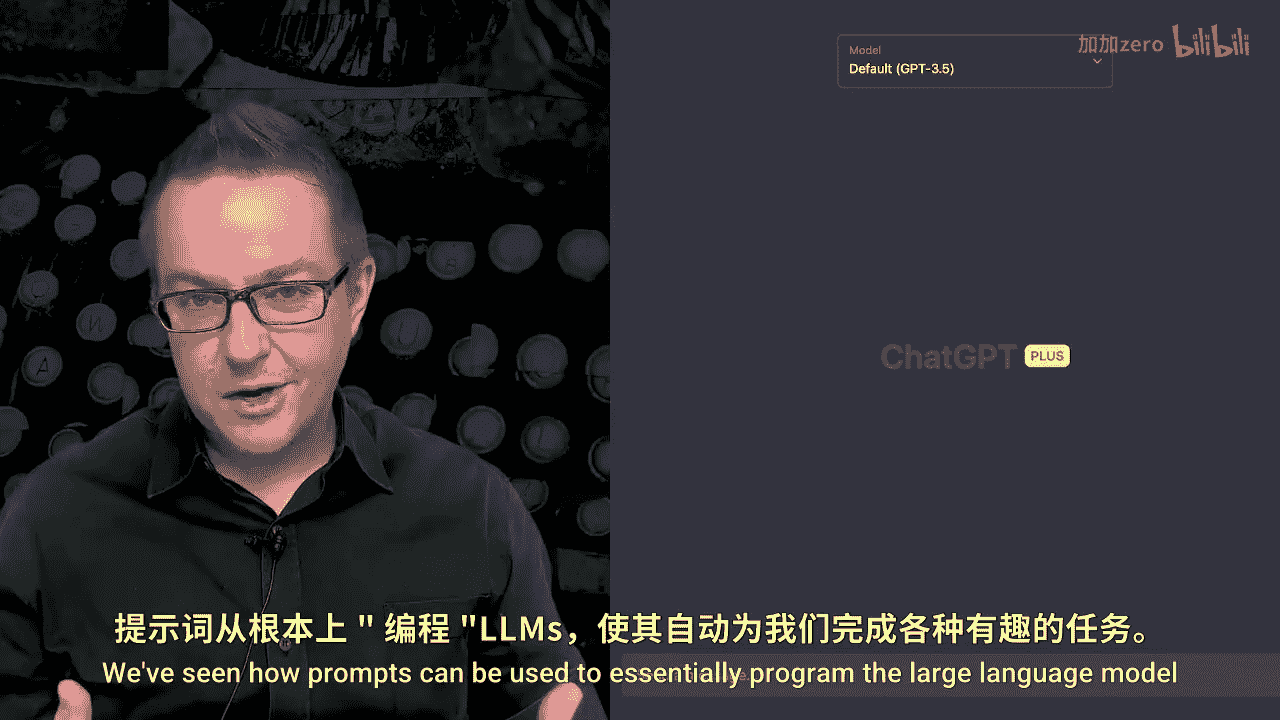 加加zero bilibili
Model
Default (GPT-3.5)
ChatGPT PLUS
提示词从根本上 " 编程 "LLMs，使其自动为我们完成各种有趣的任务。
We've seen how prompts can be used to essentially program the large language model